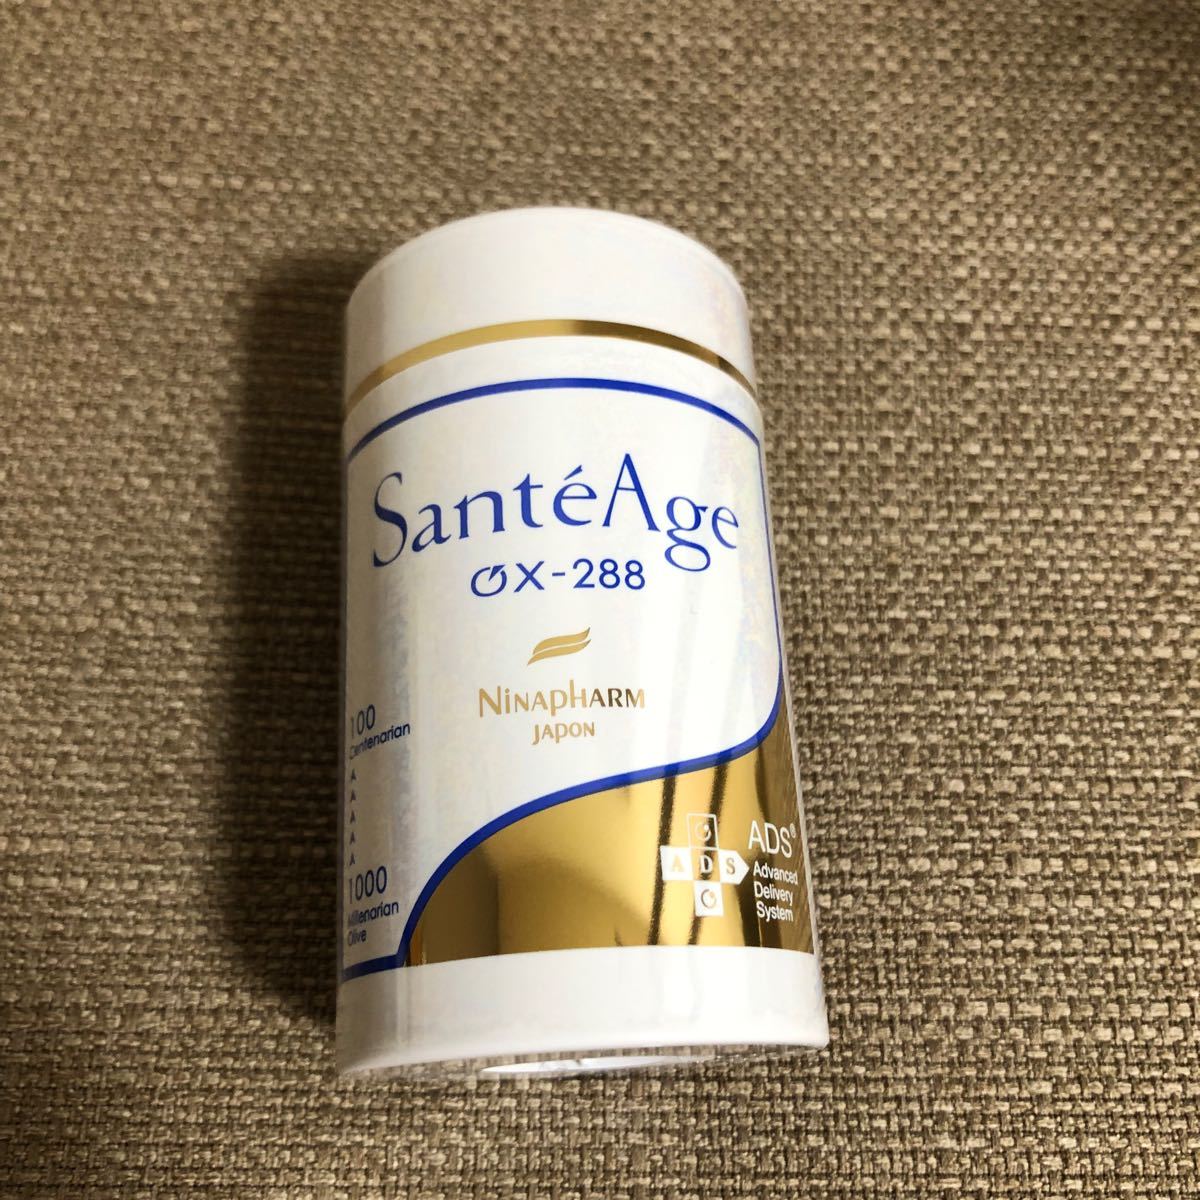 SantéAge
OX-288
NINAPHARM
JAPON
100
Centenarian
1000
Millenarian
Olive
ADS
ADS®
Advanced
Delivery
System